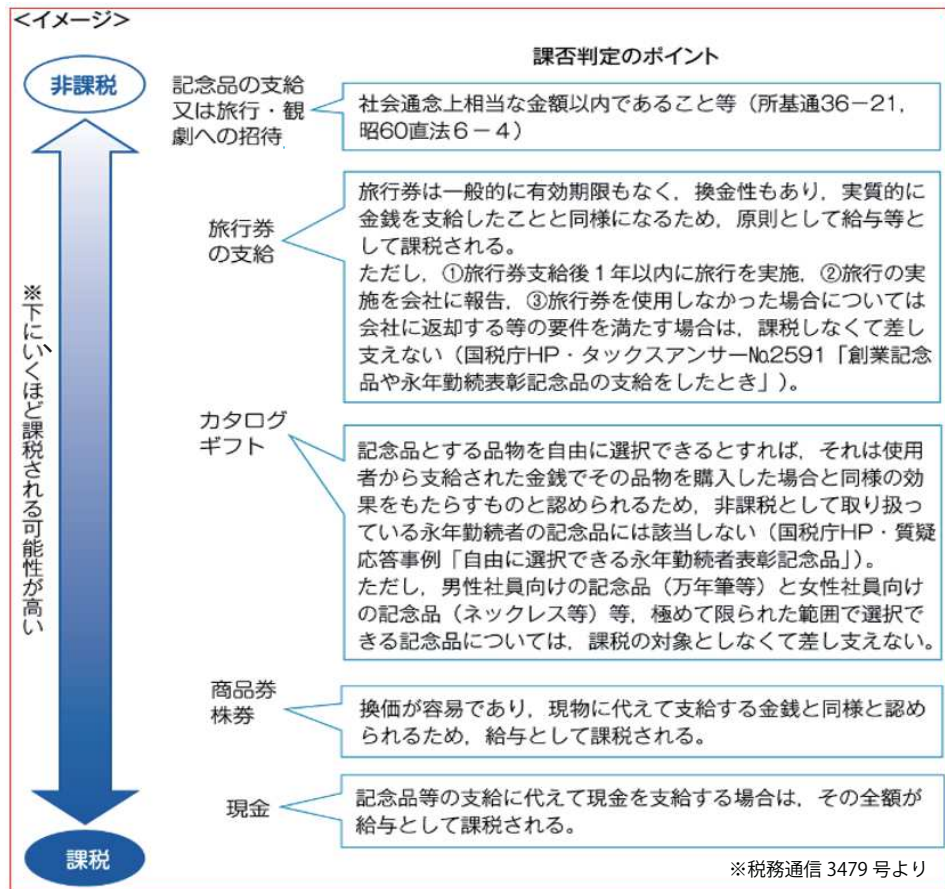 ＜イメージ＞
課否判定のポイント
非課税
記念品の支給
又は旅行・観
劇への招待
社会通念上相当な金額以内であること等（所基通36－21，
昭60直法６－４）
旅行券
の支給
旅行券は一般的に有効期限もなく，換金性もあり，実質的に
金銭を支給したことと同様になるため，原則として給与等と
して課税される。
ただし，①旅行券支給後１年以内に旅行を実施，②旅行の実
施を会社に報告，③旅行券を使用しなかった場合については
会社に返却する等の要件を満たす場合は，課税しなくて差し
支えない（国税庁HP・タックスアンサー№2591「創業記念
品や永年勤続表彰記念品の支給をしたとき」）。
※下にいくほど課税される可能性が高い
カタログ
ギフト
記念品とする品物を自由に選択できるとすれば，それは使用
者から支給された金銭でその品物を購入した場合と同様の効
果をもたらすものと認められるため，非課税として取り扱っ
ている永年勤続者の記念品には該当しない（国税庁HP・質疑
応答事例「自由に選択できる永年勤続者表彰記念品」）。
ただし，男性社員向けの記念品（万年筆等）と女性社員向け
の記念品（ネックレス等）等，極めて限られた範囲で選択で
きる記念品については，課税の対象としなくて差し支えない。
商品券
株券
換価が容易であり，現物に代えて支給する金銭と同様と認め
られるため，給与として課税される。
現金
記念品等の支給に代えて現金を支給する場合は，その全額が
給与として課税される。
課税
※税務通信 3479 号より